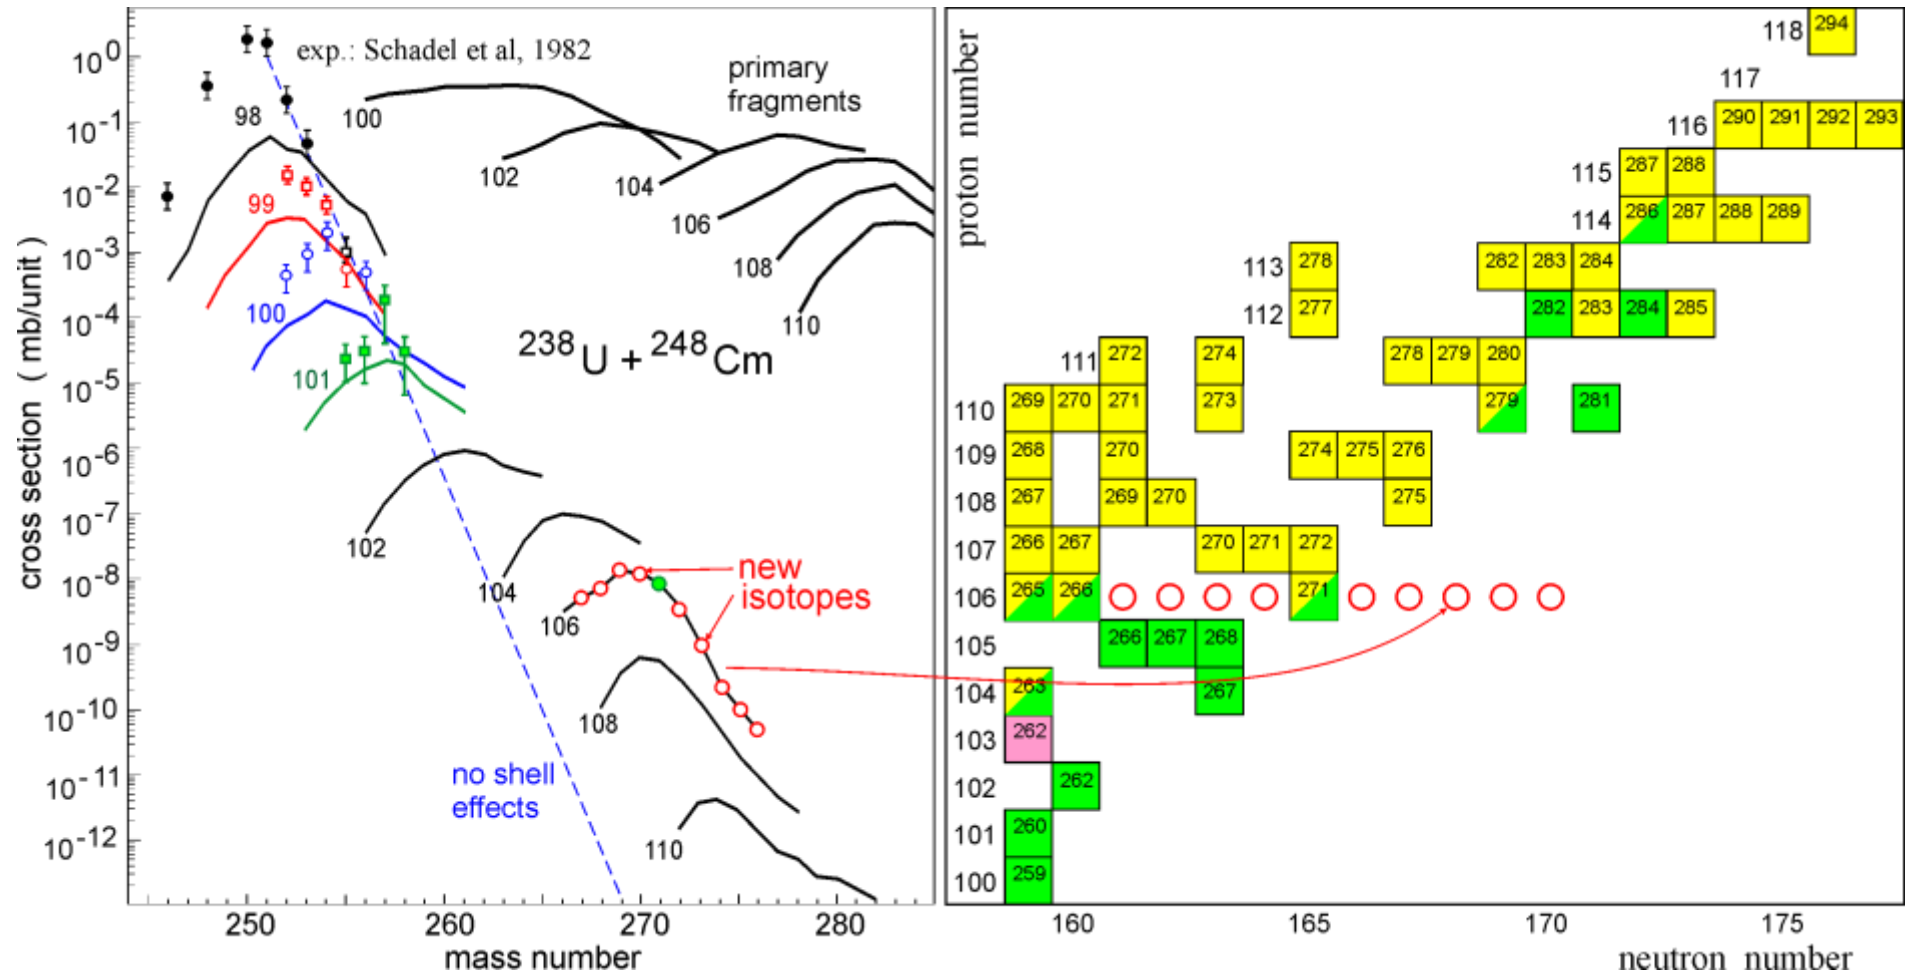 exp.: Schadel et al, 1982
primary
fragments
98
100
102
104
106
108
110
99
100
101
²³⁸U + ²⁴⁸Cm
102
104
106
108
110
new
isotopes
no shell
effects
cross section ( mb/unit )
10⁰
10⁻¹
10⁻²
10⁻³
10⁻⁴
10⁻⁵
10⁻⁶
10⁻⁷
10⁻⁸
10⁻⁹
10⁻¹⁰
10⁻¹¹
10⁻¹²
250 260 270 280
mass number
proton number
118 294
117
116 290 291 292 293
115 287 288
114 286 287 288 289
113 278 282 283 284
112 277 282 283 284 285
111 272 274 278 279 280
110 269 270 271 273 279 281
109 268 270 274 275 276
108 267 269 270 275
107 266 267 270 271 272
106 265 266 271
105 266 267 268
104 263 267
103 262
102 262
101 260
100 259
160 165 170 175
neutron number